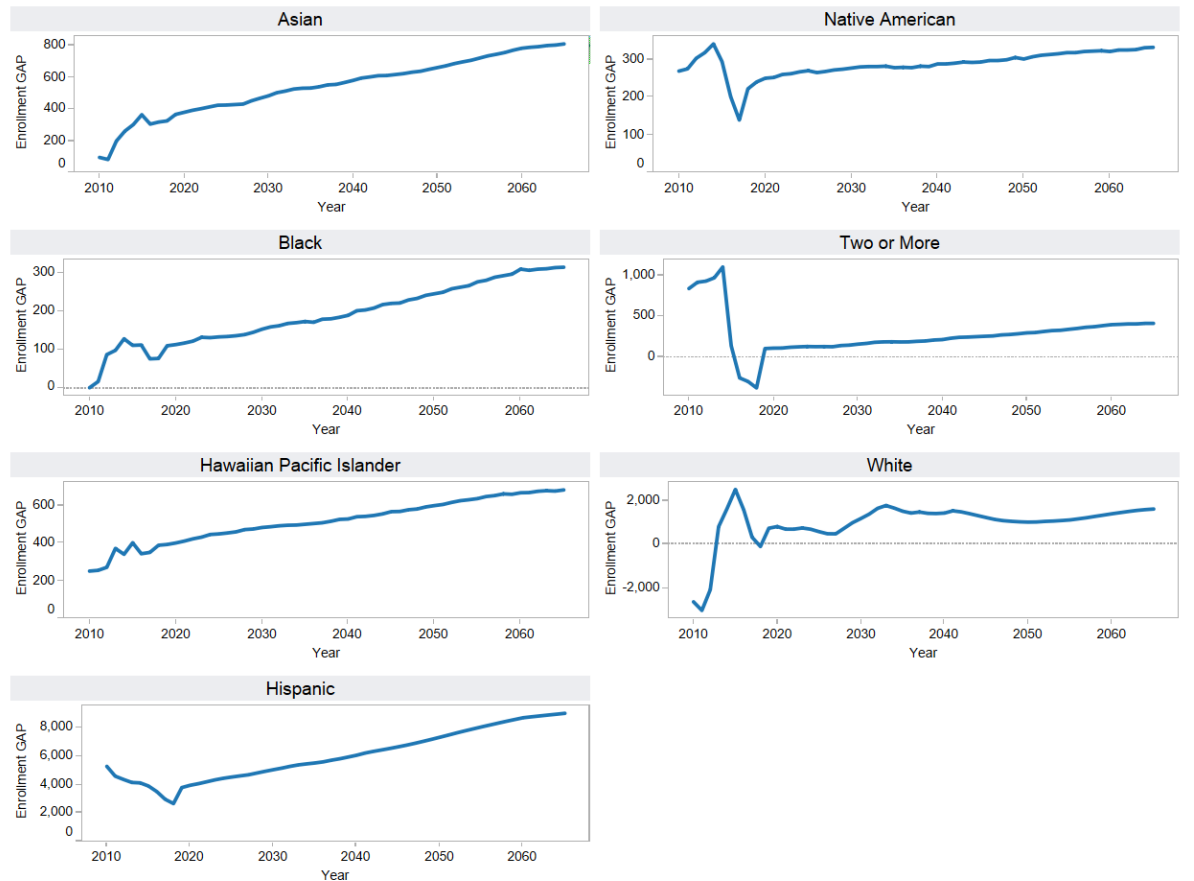 Asian
Enrollment GAP
800
600
400
200
0
2010 2020 2030 2040 2050 2060
Year
Native American
Enrollment GAP
300
200
100
0
2010 2020 2030 2040 2050 2060
Year
Black
Enrollment GAP
300
200
100
0
2010 2020 2030 2040 2050 2060
Year
Two or More
Enrollment GAP
1,000
500
0
2010 2020 2030 2040 2050 2060
Year
Hawaiian Pacific Islander
Enrollment GAP
600
400
200
0
2010 2020 2030 2040 2050 2060
Year
White
Enrollment GAP
2,000
0
-2,000
2010 2020 2030 2040 2050 2060
Year
Hispanic
Enrollment GAP
8,000
6,000
4,000
2,000
0
2010 2020 2030 2040 2050 2060
Year